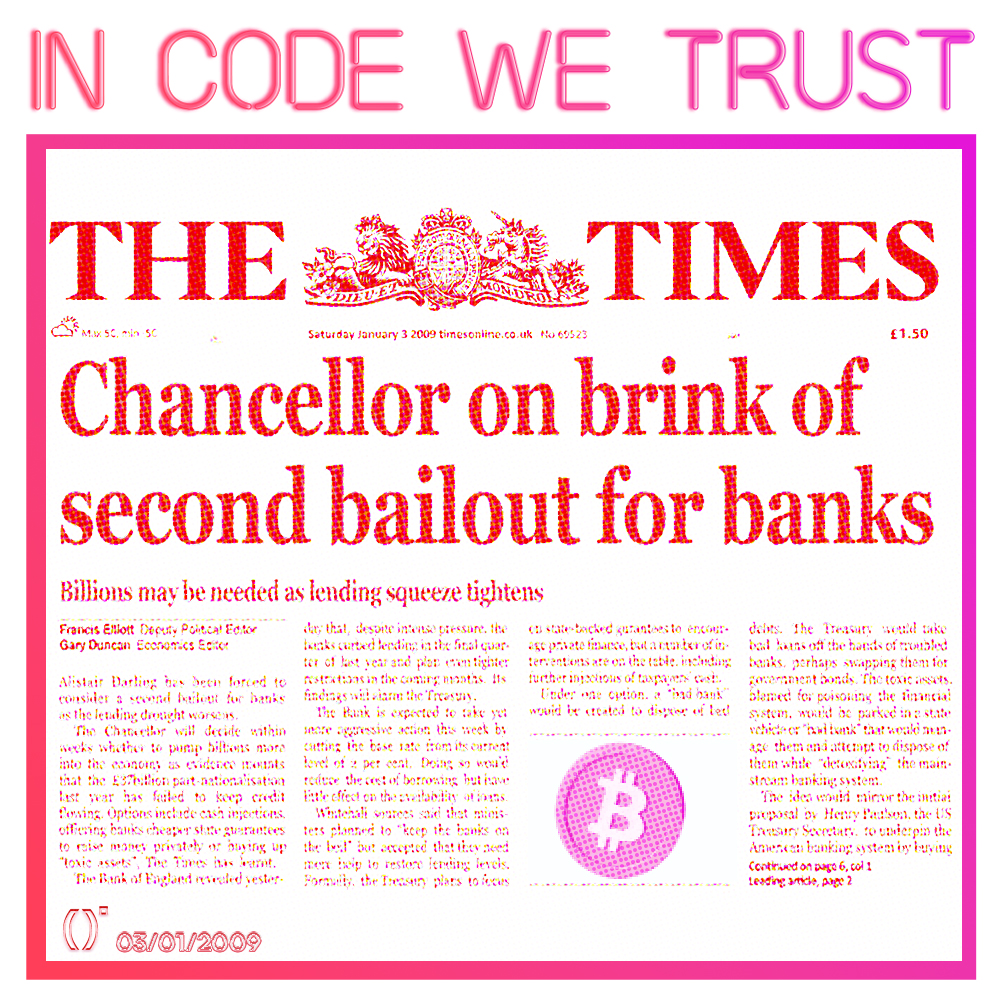 IN CODE WE TRUST
THE TIMES
DIEU ET MON DROIT
Max 5C, min -5C
Saturday January 3 2009 timesonline.co.uk No 69523
£1.50
Chancellor on brink of
second bailout for banks
Billions may be needed as lending squeeze tightens
Francis Elliott Deputy Political Editor
Gary Duncan Economics Editor
Alistair Darling has been forced to
consider a second bailout for banks
as the lending drought worsens.
The Chancellor will decide within
weeks whether to pump billions more
into the economy as evidence mounts
that the £37billion part-nationalisation
last year has failed to keep credit
flowing. Options include cash injections,
offering banks cheaper state guarantees
to raise money privately or buying up
"toxic assets", The Times has learnt.
The Bank of England revealed yester-
day that, despite intense pressure, the
banks curbed lending in the final quar-
ter of last year and plan even tighter
restrictions in the coming months. Its
findings will alarm the Treasury.
The Bank is expected to take yet
more aggressive action this week by
cutting the base rate from its current
level of 2 per cent. Doing so would
reduce the cost of borrowing but have
little effect on the availability of loans.
Whitehall sources said that minis-
ters planned to "keep the banks on
the boil" but accepted that they need
more help to restore lending levels.
Formally, the Treasury plans to focus
on state-backed gurantees to encour-
age private finance, but a number of in-
terventions are on the table, including
further injections of taxpayers' cash.
Under one option, a "bad bank"
would be created to dispose of bad
debts. The Treasury would take
bad loans off the hands of troubled
banks, perhaps swapping them for
government bonds. The toxic assets,
blamed for poisoning the financial
system, would be parked in a state
vehicle or "bad bank" that would man-
age them and attempt to dispose of
them while "detoxifying" the main-
stream banking system.
The idea would mirror the initial
proposal by Henry Paulson, the US
Treasury Secretary, to underpin the
American banking system by buying
Continued on page 6, col 1
Leading article, page 2
03/01/2009